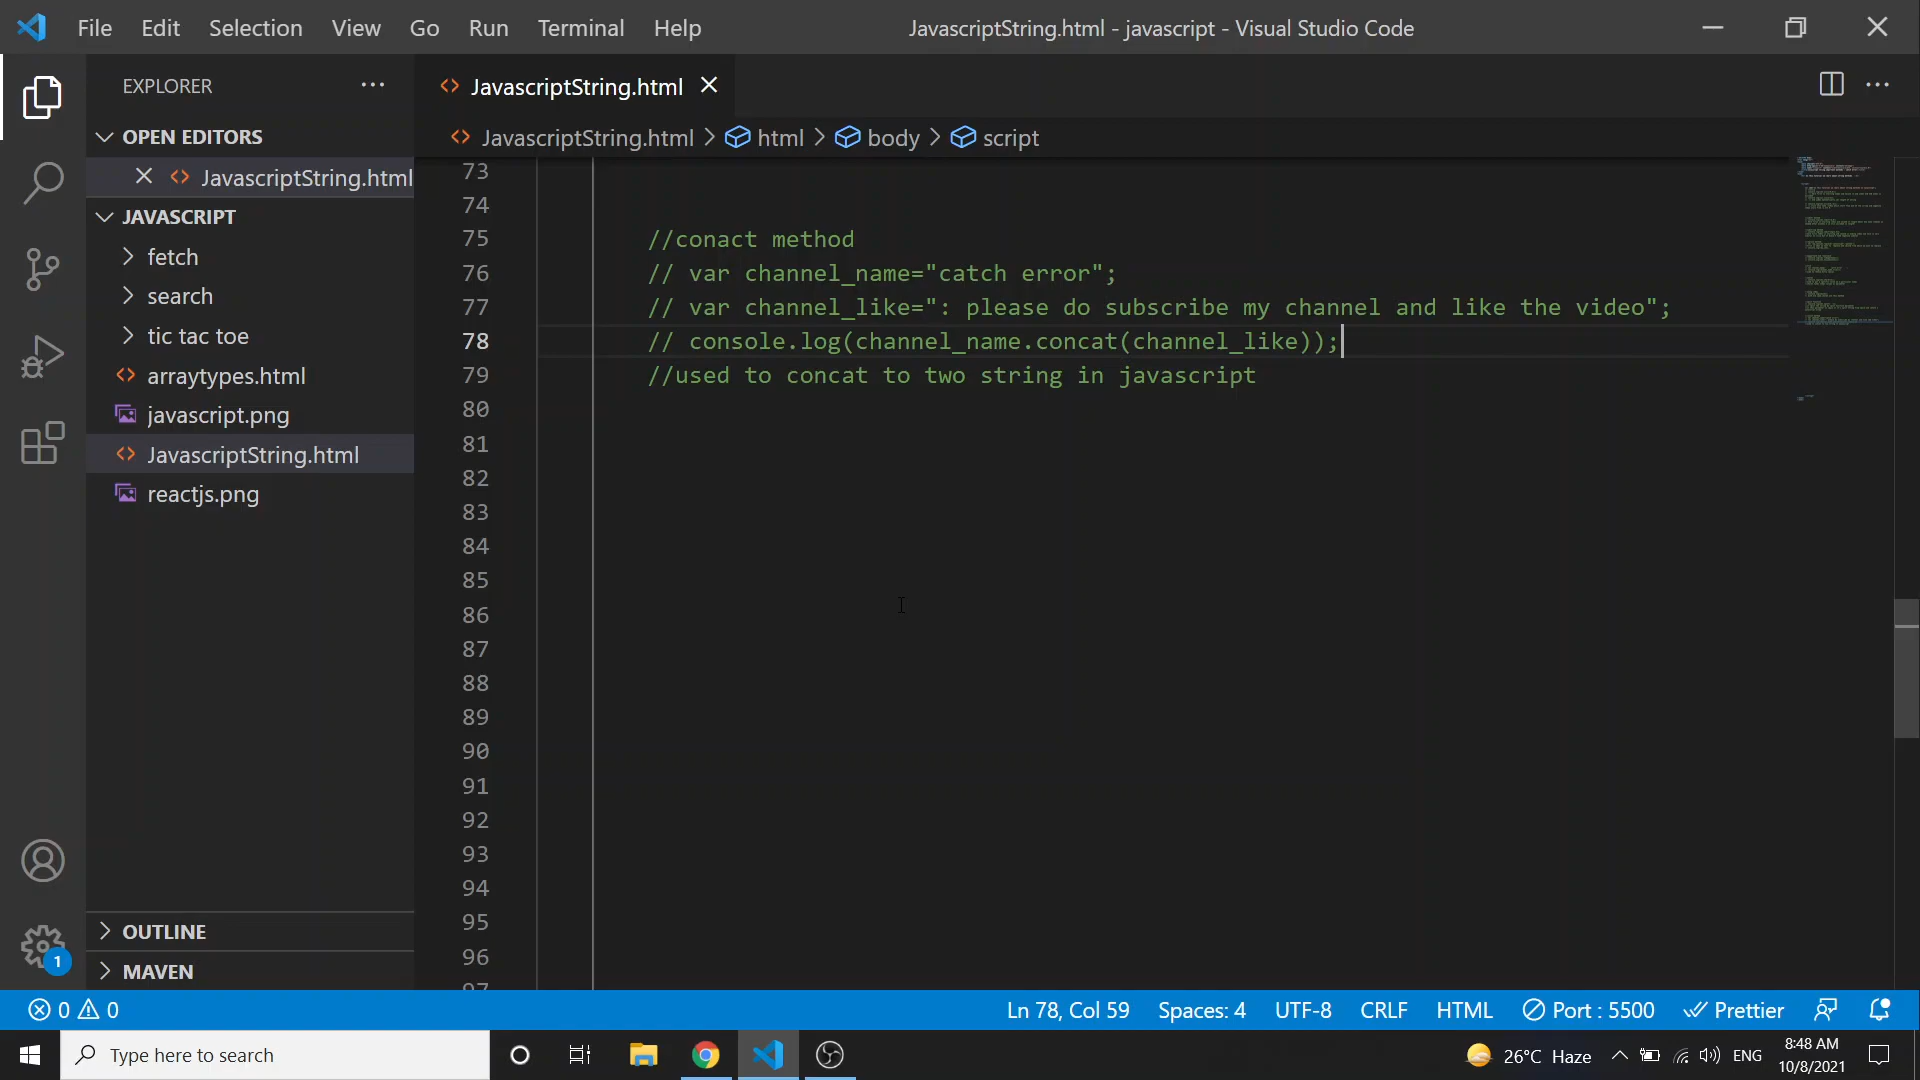 File Edit Selection View Go Run Terminal Help
JavascriptString.html - javascript - Visual Studio Code
EXPLORER
JavascriptString.html
OPEN EDITORS
JavascriptString.html > html > body > script
JavascriptString.html
JAVASCRIPT
fetch
search
tic tac toe
arraytypes.html
javascript.png
JavascriptString.html
reactjs.png
OUTLINE
MAVEN
73
74
75 //conact method
76 // var channel_name="catch error";
77 // var channel_like=": please do subscribe my channel and like the video";
78 // console.log(channel_name.concat(channel_like));
79 //used to concat to two string in javascript
80
81
82
83
84
85
86
87
88
89
90
91
92
93
94
95
96
97
1
0 0
Ln 78, Col 59 Spaces: 4 UTF-8 CRLF HTML Port : 5500 Prettier
Type here to search
26°C Haze
ENG
8:48 AM
10/8/2021